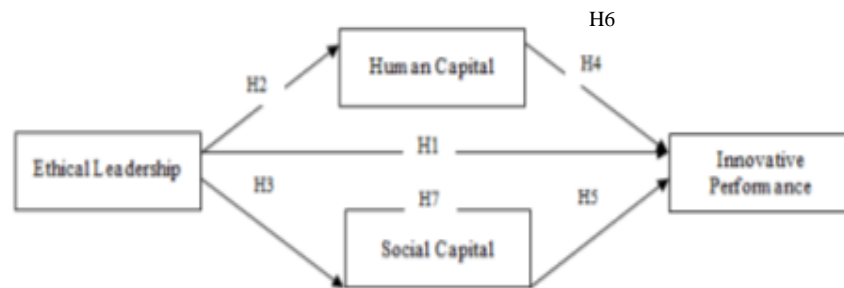 H6
Human Capital
H2
H4
Ethical Leadership
H1
Innovative
Performance
H3
H7
H5
Social Capital